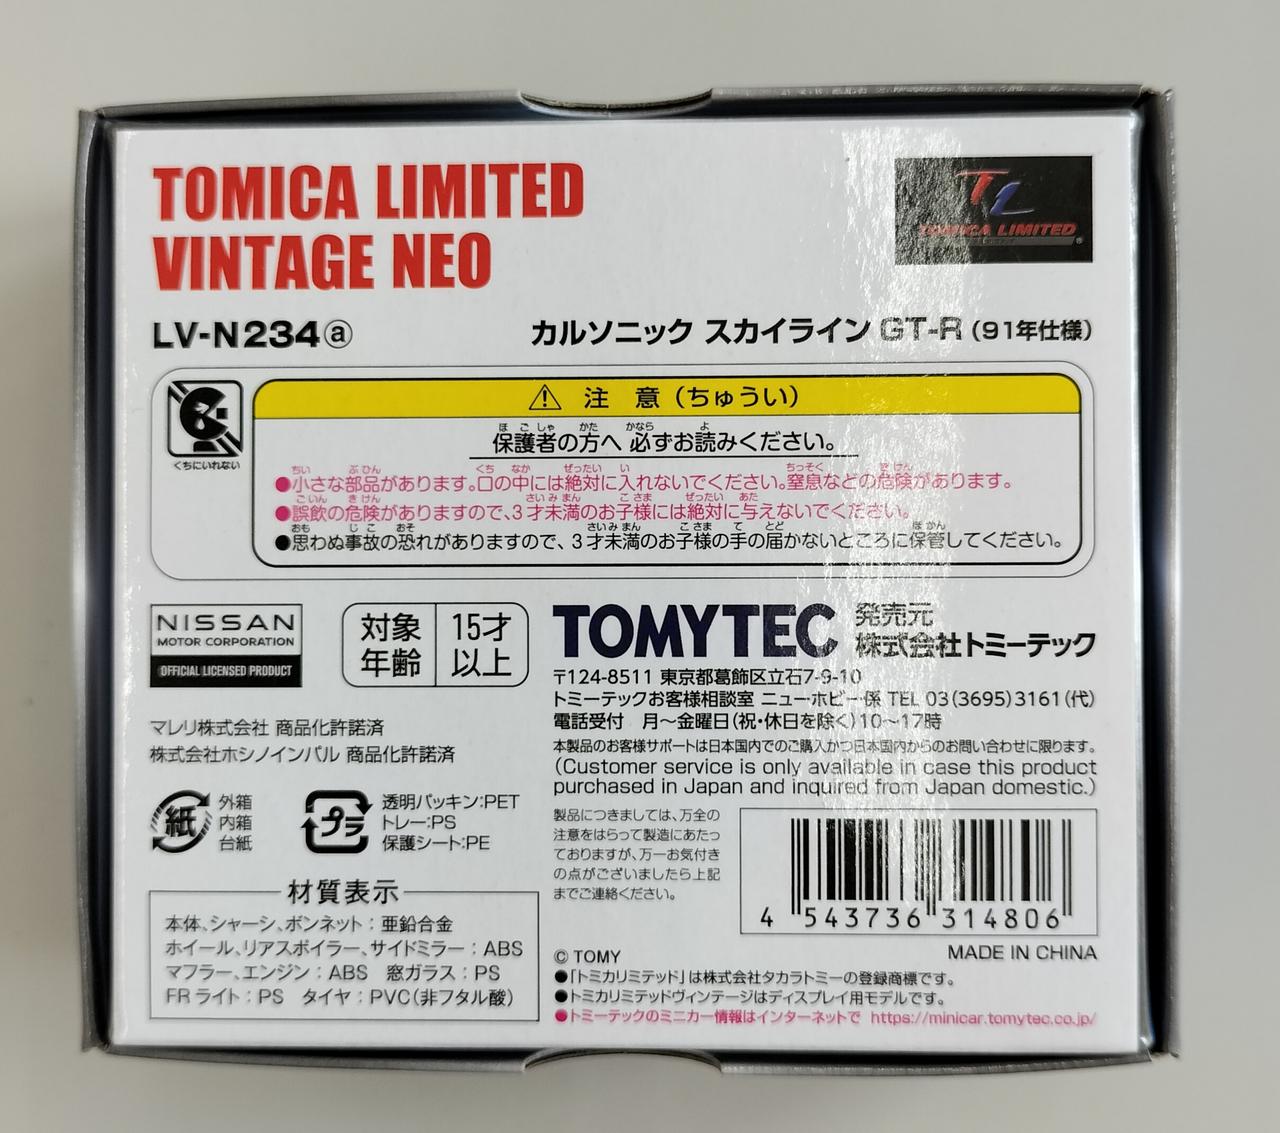 TOMICA LIMITED
VINTAGE NEO
TL
TOMICA LIMITED
LV-N234ⓐ
カルソニック スカイライン GT-R (91年仕様)
くちにいれない
⚠ 注 意 (ちゅうい)
保護者の方へ 必ずお読みください。
●小さな部品があります。口の中には絶対に入れないでください。窒息などの危険があります。
●誤飲の危険がありますので、3才未満のお子様には絶対に与えないでください。
●思わぬ事故の恐れがありますので、3才未満のお子様の手の届かないところに保管してください。
NISSAN
MOTOR CORPORATION
OFFICIAL LICENSED PRODUCT
対象年齢 15才以上
マレリ株式会社 商品化許諾済
株式会社ホシノインパル 商品化許諾済
紙 外箱
内箱
台紙
プラ 透明パッキン:PET
トレー:PS
保護シート:PE
材質表示
本体、シャーシ、ボンネット:亜鉛合金
ホイール、リアスポイラー、サイドミラー:ABS
マフラー、エンジン:ABS 窓ガラス:PS
FRライト:PS タイヤ:PVC(非フタル酸)
TOMYTEC 発売元
株式会社トミーテック
〒124-8511 東京都葛飾区立石7-9-10
トミーテックお客様相談室 ニュー・ホビー係 TEL 03(3695)3161(代)
電話受付 月〜金曜日(祝・休日を除く)10〜17時
本製品のお客様サポートは日本国内でのご購入かつ日本国内からのお問い合わせに限ります。
(Customer service is only available in case this product
purchased in Japan and inquired from Japan domestic.)
製品につきましては、万全の
注意をはらって製造にあたっ
ておりますが、万一お気付き
の点がございましたら上記
までご連絡ください。
4 543736 314806
© TOMY
MADE IN CHINA
●「トミカリミテッド」は株式会社タカラトミーの登録商標です。
●トミカリミテッドヴィンテージはディスプレイ用モデルです。
●トミーテックのミニカー情報はインターネットで https://minicar.tomytec.co.jp/